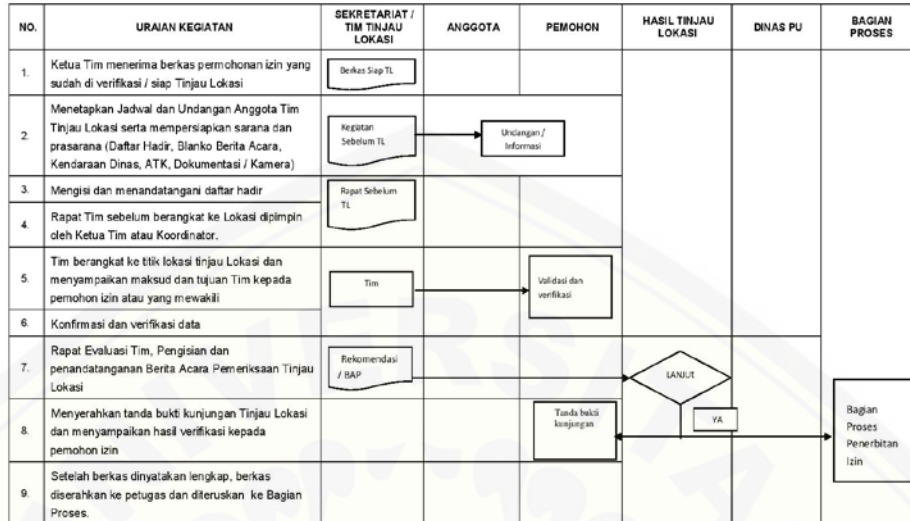 NO.
URAIAN KEGIATAN
SEKRETARIAT /
TIM TINJAU
LOKASI
ANGGOTA
PEMOHON
HASIL TINJAU
LOKASI
DINAS PU
BAGIAN
PROSES
1.
Ketua Tim menerima berkas permohonan izin yang
sudah di verifikasi / siap Tinjau Lokasi
Berkas Siap TL
2.
Menetapkan Jadwal dan Undangan Anggota Tim
Tinjau Lokasi serta mempersiapkan sarana dan
prasarana (Daftar Hadir, Blanko Berita Acara,
Kendaraan Dinas, ATK, Dokumentasi / Kamera)
Kegiatan
Sebelum TL
Undangan /
Informasi
3.
Mengisi dan menandatangani daftar hadir
Rapat Sebelum
TL
4.
Rapat Tim sebelum berangkat ke Lokasi dipimpin
oleh Ketua Tim atau Koordinator.
5.
Tim berangkat ke titik lokasi tinjau Lokasi dan
menyampaikan maksud dan tujuan Tim kepada
pemohon izin atau yang mewakili
Tim
Validasi dan
verifikasi
6.
Konfirmasi dan verifikasi data
7.
Rapat Evaluasi Tim, Pengisian dan
penandatanganan Berita Acara Pemeriksaan Tinjau
Lokasi
Rekomendasi
/ BAP
LANJUT
8.
Menyerahkan tanda bukti kunjungan Tinjau Lokasi
dan menyampaikan hasil verifikasi kepada
pemohon izin
Tanda bukti
kunjungan
YA
Bagian
Proses
Penerbitan
Izin
9.
Setelah berkas dinyatakan lengkap, berkas
diserahkan ke petugas dan diteruskan ke Bagian
Proses.